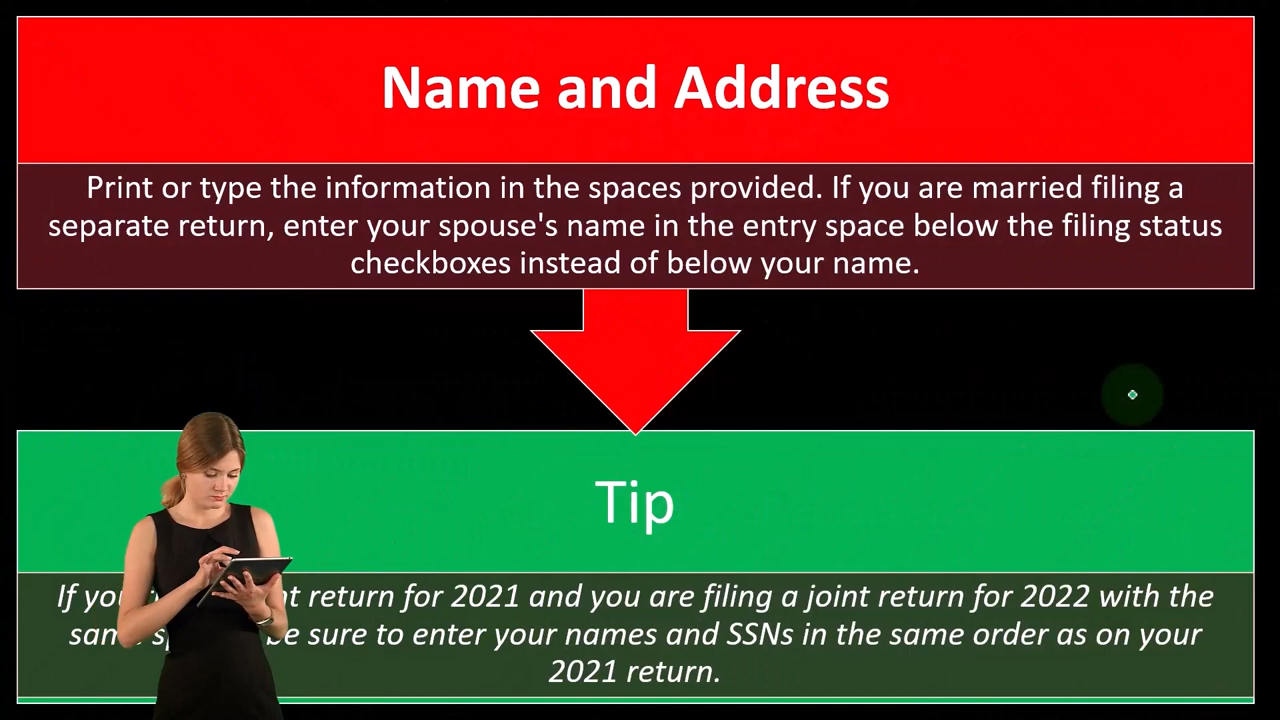 Name and Address
Print or type the information in the spaces provided. If you are married filing a
separate return, enter your spouse's name in the entry space below the filing status
checkboxes instead of below your name.
Tip
If you return for 2021 and you are filing a joint return for 2022 with the
be sure to enter your names and SSNs in the same order as on your
2021 return.